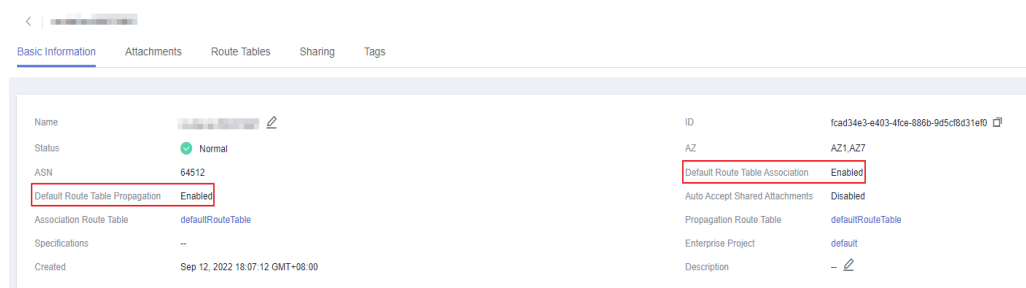 Basic Information Attachments Route Tables Sharing Tags
Name ID fcad34e3-e403-4fce-886b-9d5cf8d31ef0
Status Normal AZ AZ1,AZ7
ASN 64512 Default Route Table Association Enabled
Default Route Table Propagation Enabled Auto Accept Shared Attachments Disabled
Association Route Table defaultRouteTable Propagation Route Table defaultRouteTable
Specifications -- Enterprise Project default
Created Sep 12, 2022 18:07:12 GMT+08:00 Description --